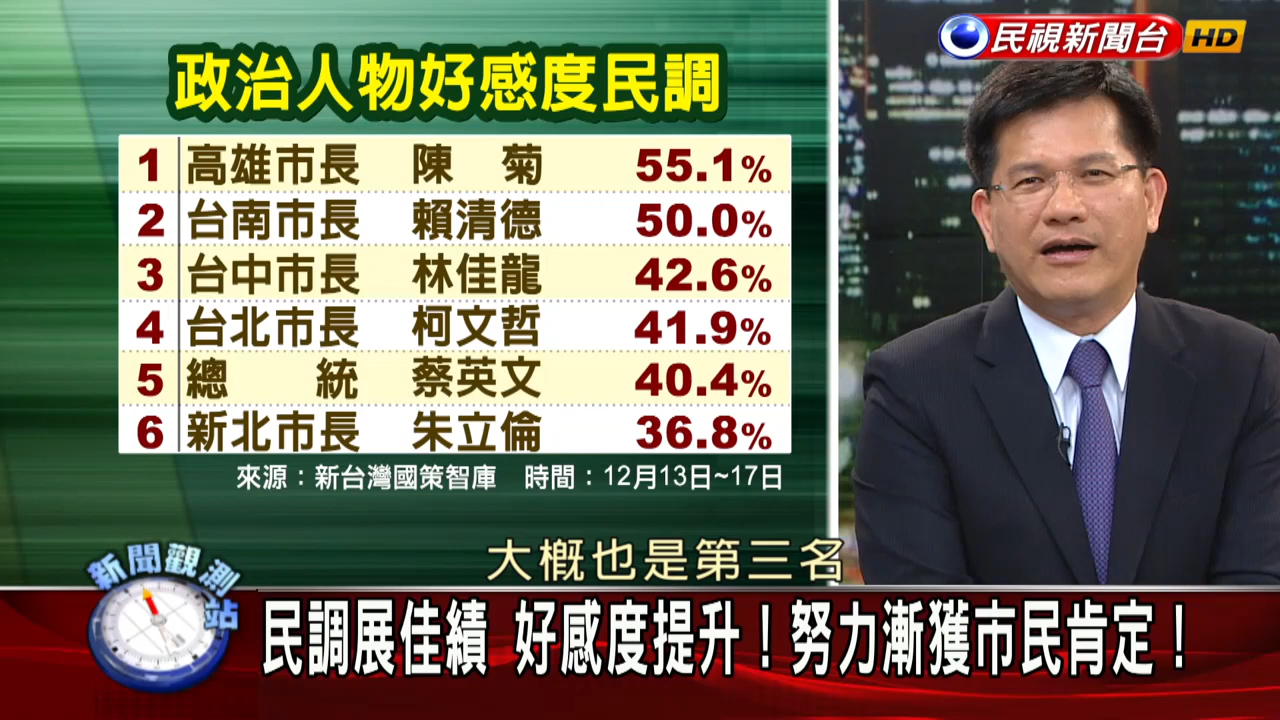 民視新聞台 HD
政治人物好感度民調
1 高雄市長 陳 菊 55.1%
2 台南市長 賴清德 50.0%
3 台中市長 林佳龍 42.6%
4 台北市長 柯文哲 41.9%
5 總 統 蔡英文 40.4%
6 新北市長 朱立倫 36.8%
來源：新台灣國策智庫 時間：12月13日~17日
大概也是第三名
新聞觀測站
民調展佳績 好感度提升！努力漸獲市民肯定！